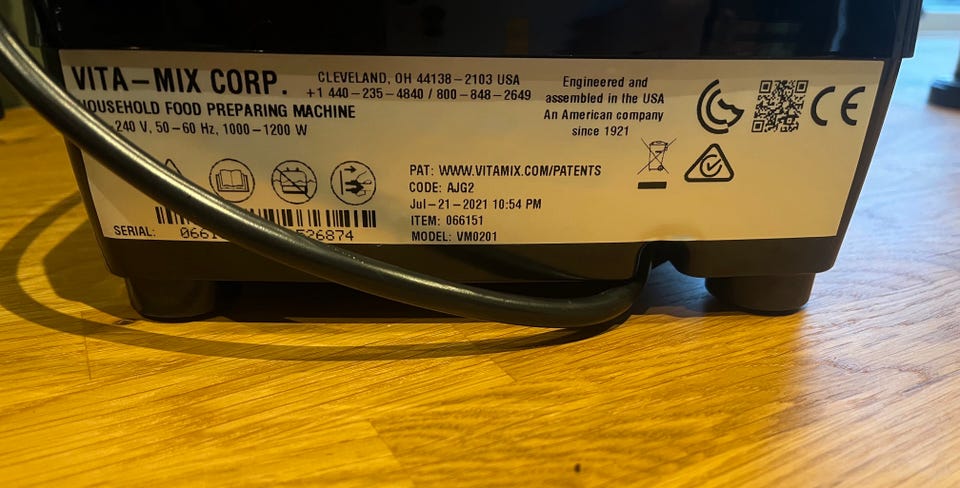 VITA-MIX CORP.
CLEVELAND, OH 44138-2103 USA
+1 440-235-4840 / 800-848-2649
HOUSEHOLD FOOD PREPARING MACHINE
240 V, 50-60 Hz, 1000-1200 W
Engineered and
assembled in the USA
An American company
since 1921
CE
PAT: WWW.VITAMIX.COM/PATENTS
CODE: AJG2
Jul-21-2021 10:54 PM
ITEM: 066151
MODEL: VM0201
SERIAL: